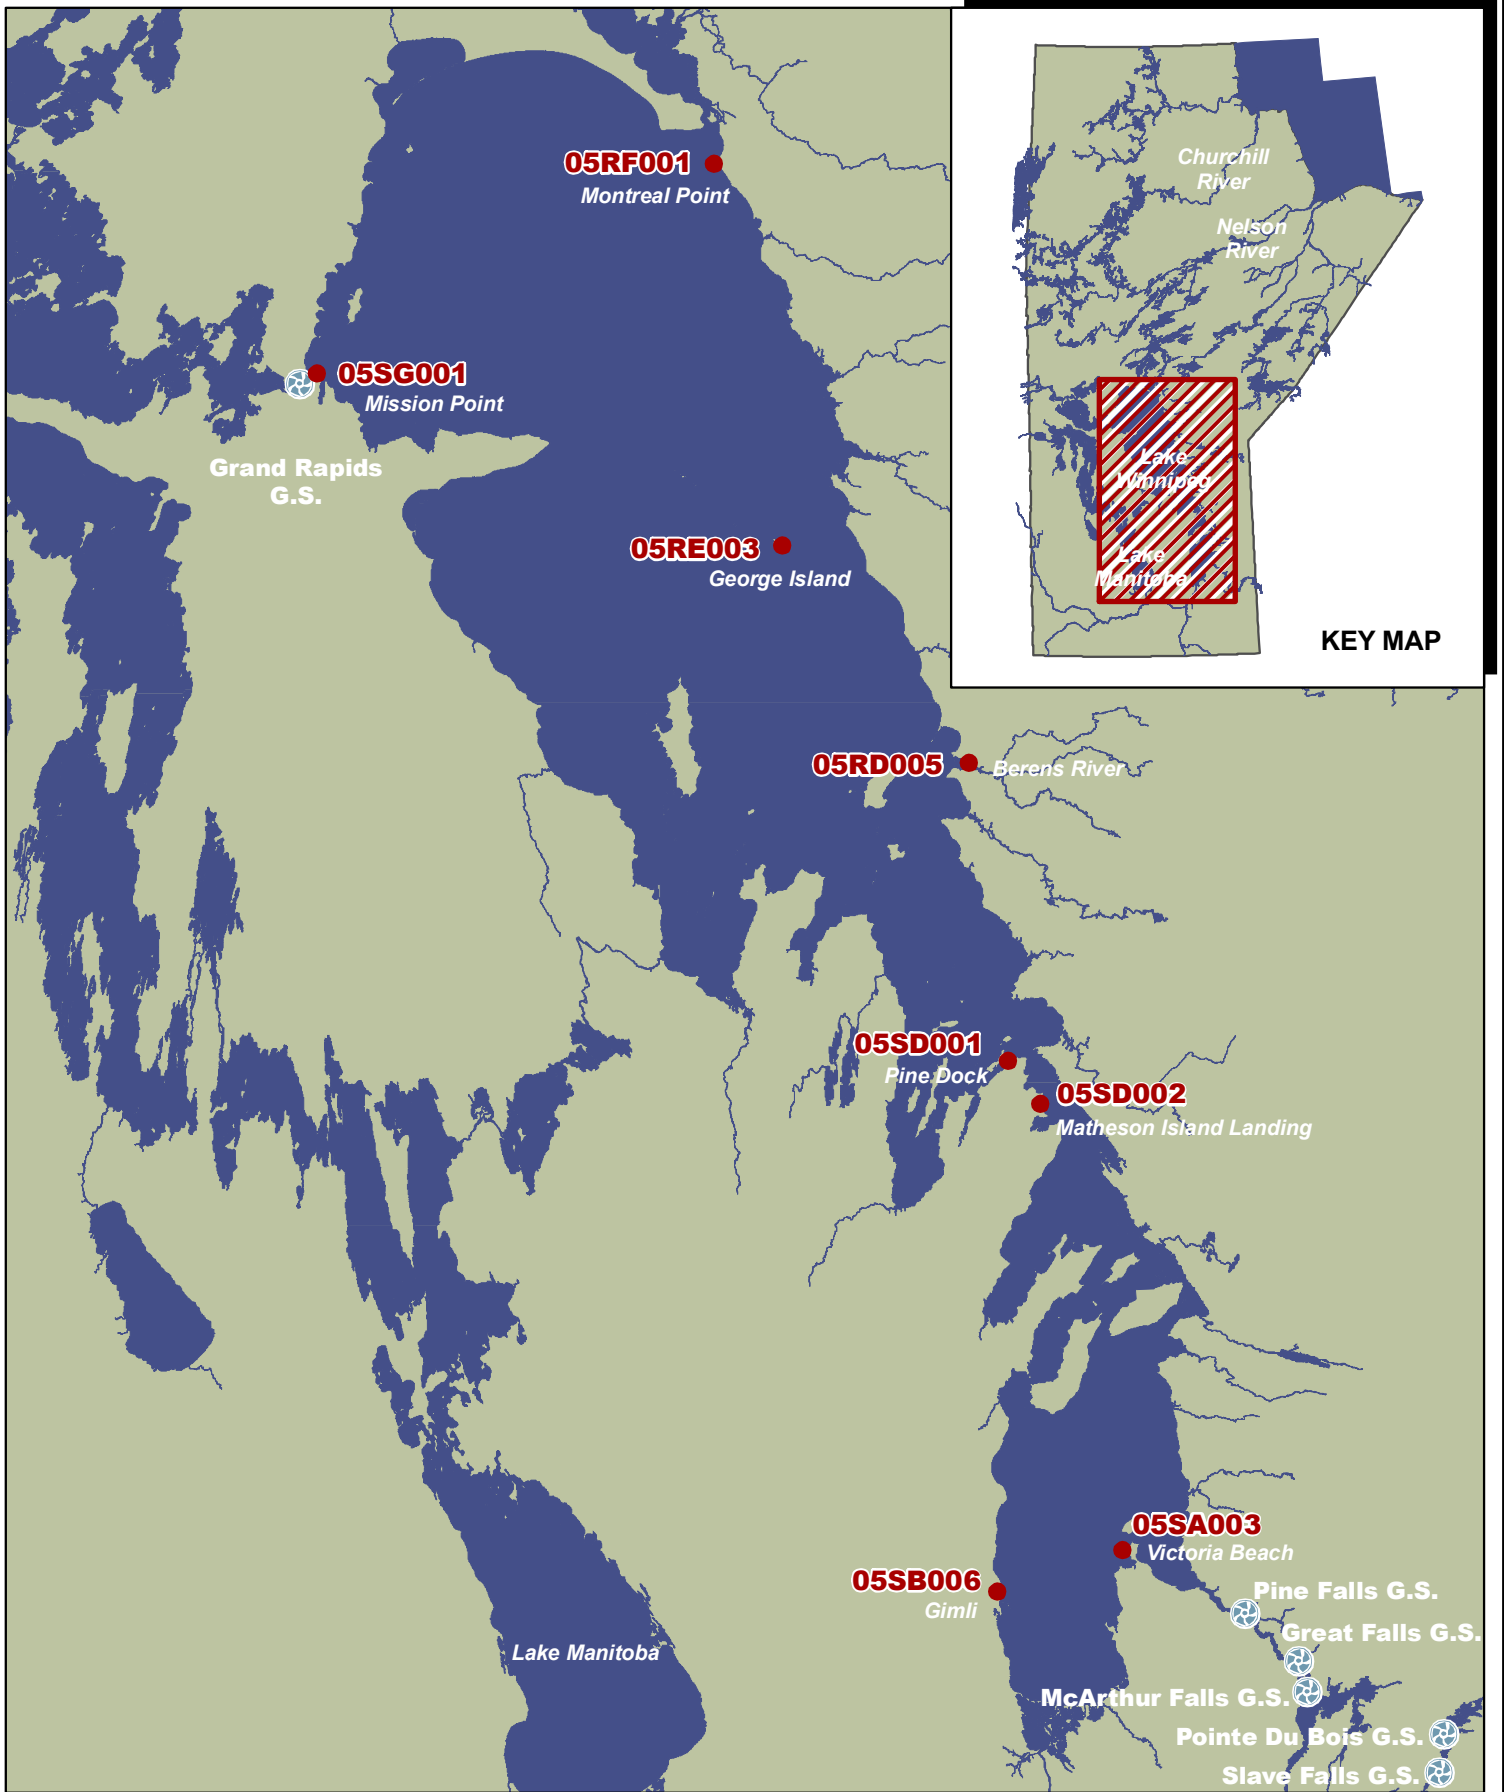 05RF001
Montreal Point
Churchill
River
Nelson
River
05SG001
Mission Point
Grand Rapids
G.S.
Lake
Winnipeg
05RE003
George Island
Lake
Manitoba
KEY MAP
05RD005
Berens River
05SD001
Pine Dock
05SD002
Matheson Island Landing
05SA003
Victoria Beach
05SB006
Gimli
Pine Falls G.S.
Great Falls G.S.
Lake Manitoba
McArthur Falls G.S.
Pointe Du Bois G.S.
Slave Falls G.S.